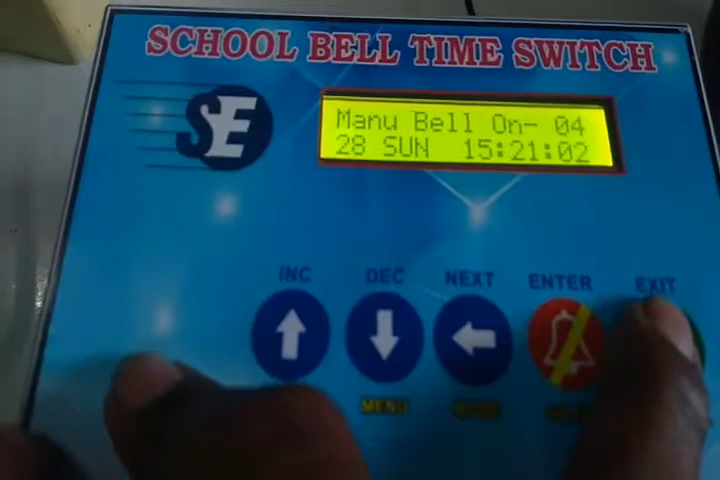 SCHOOL BELL TIME SWITCH
SE
Manu Bell On- 04
28 SUN 15:21:02
INC DEC NEXT ENTER EXIT
MENU